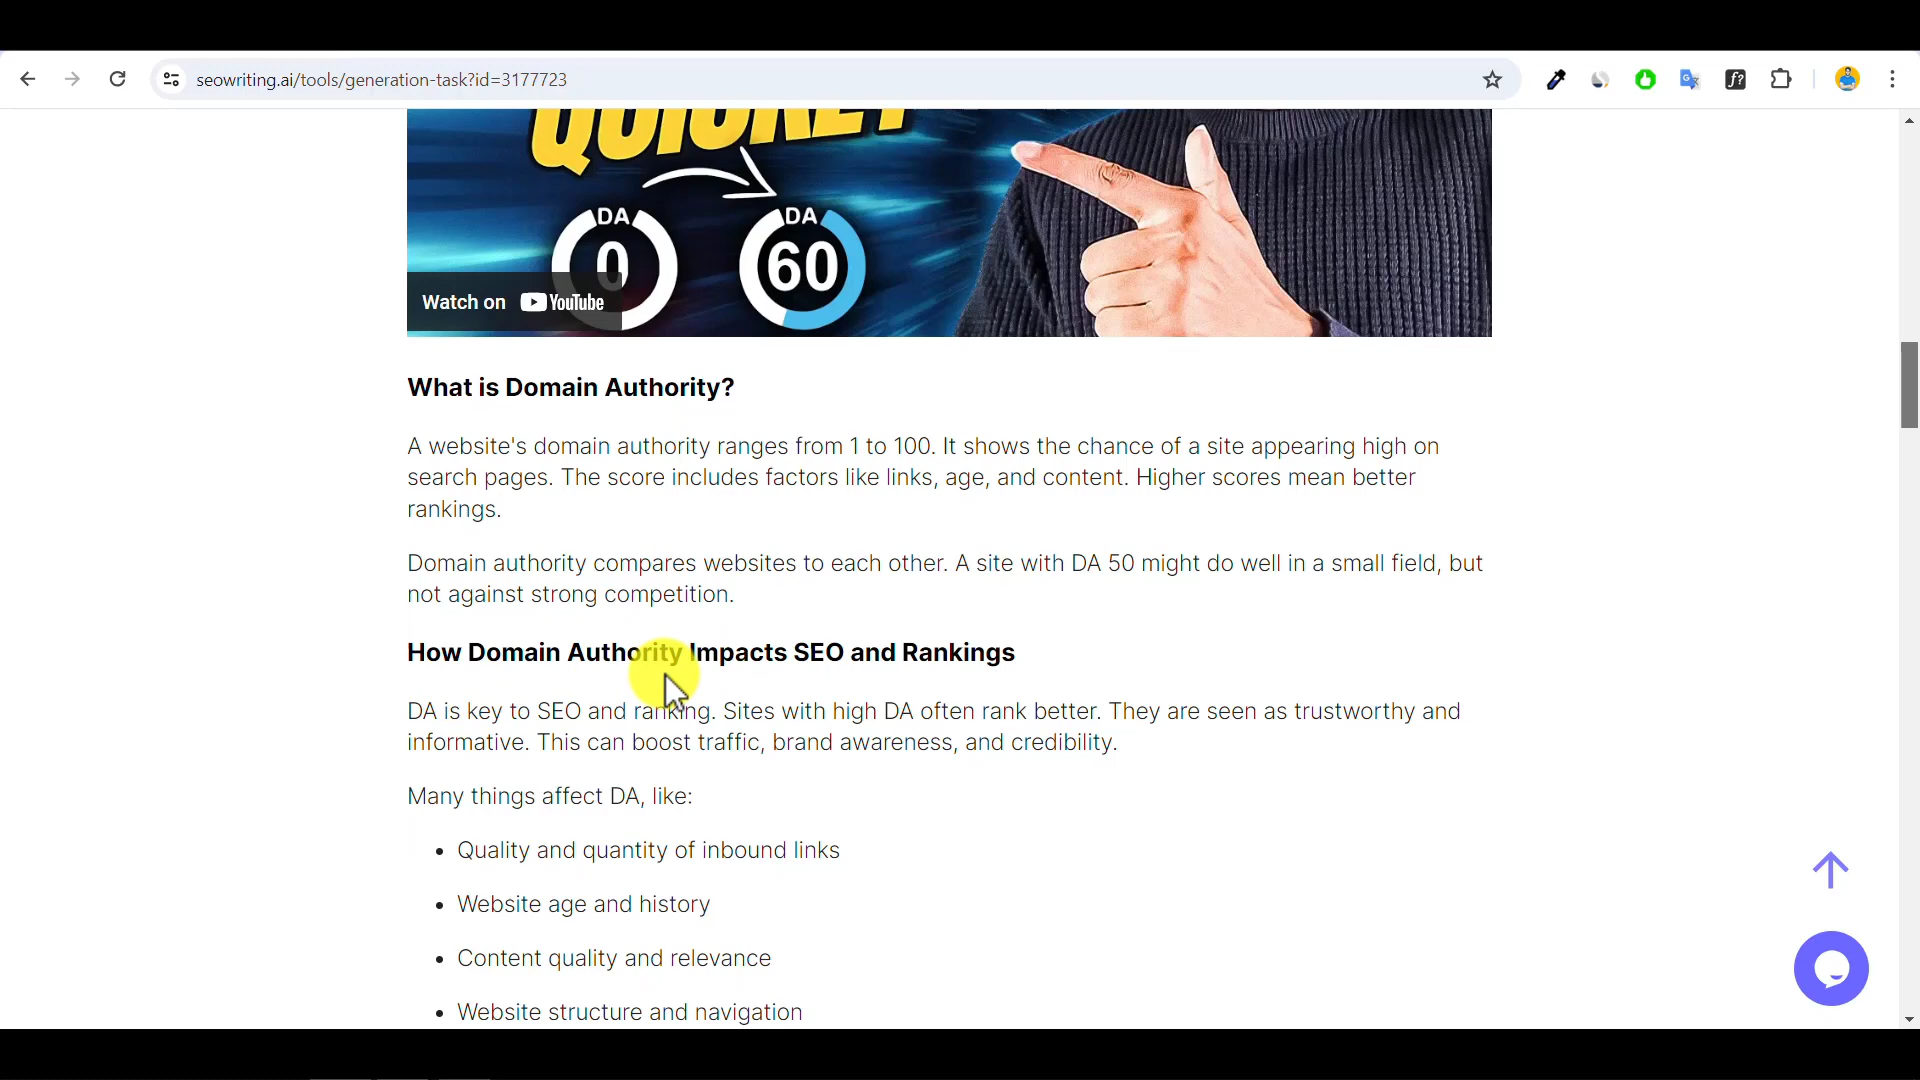 seowriting.ai/tools/generation-task?id=3177723
QUICKLY
DA
0
DA
60
Watch on YouTube
What is Domain Authority?
A website's domain authority ranges from 1 to 100. It shows the chance of a site appearing high on
search pages. The score includes factors like links, age, and content. Higher scores mean better
rankings.
Domain authority compares websites to each other. A site with DA 50 might do well in a small field, but
not against strong competition.
How Domain Authority Impacts SEO and Rankings
DA is key to SEO and ranking. Sites with high DA often rank better. They are seen as trustworthy and
informative. This can boost traffic, brand awareness, and credibility.
Many things affect DA, like:
• Quality and quantity of inbound links
• Website age and history
• Content quality and relevance
• Website structure and navigation